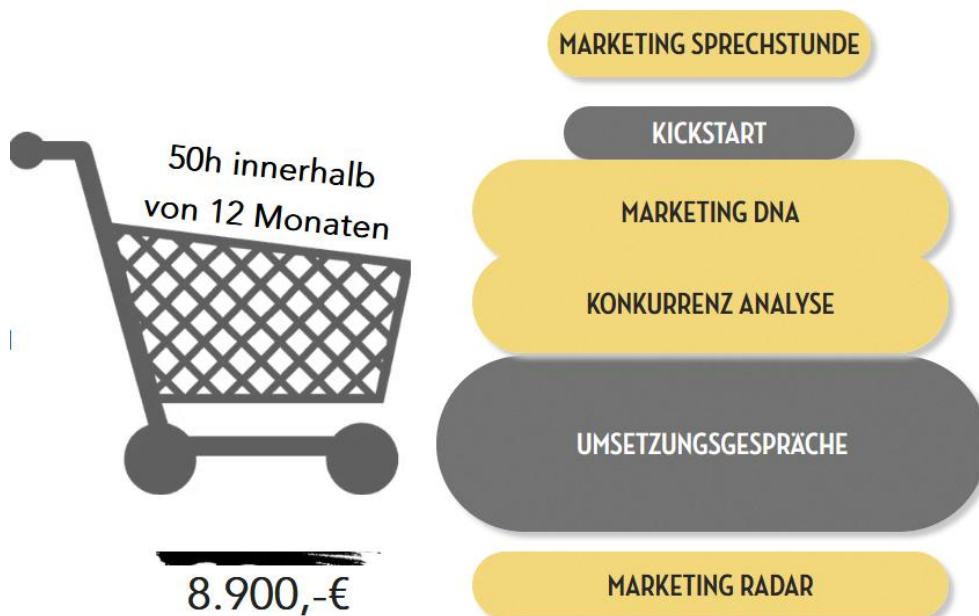 50h innerhalb
von 12 Monaten
8.900,-€
MARKETING SPRECHSTUNDE
KICKSTART
MARKETING DNA
KONKURRENZ ANALYSE
UMSETZUNGSGESPRÄCHE
MARKETING RADAR